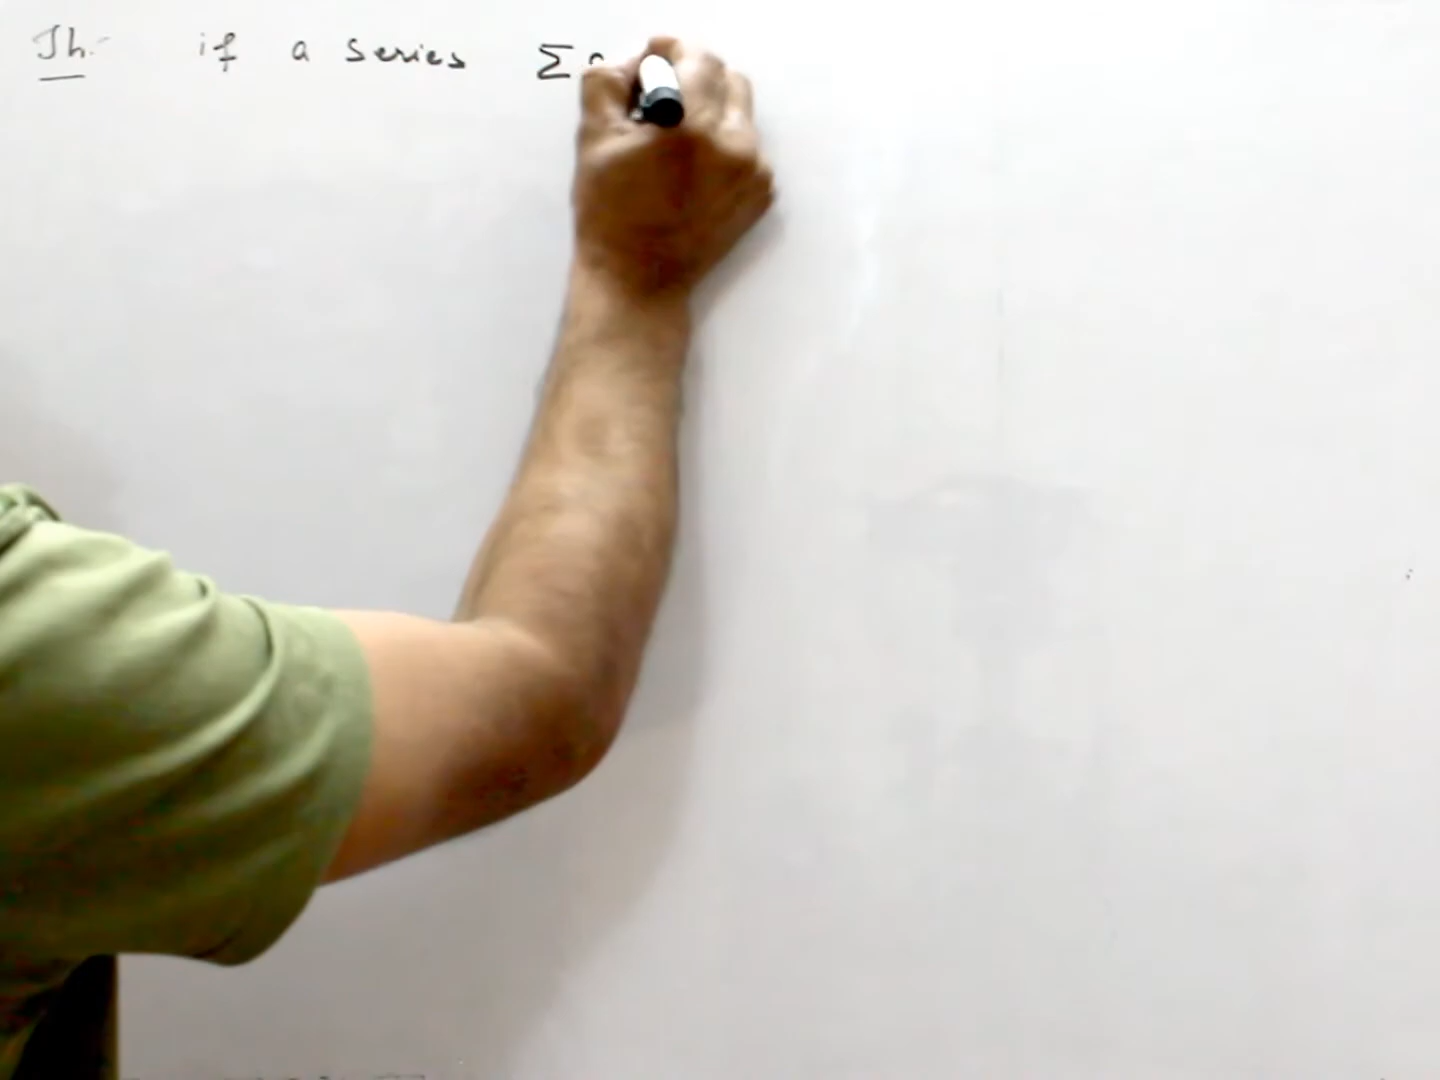 Th:- if a series Σ